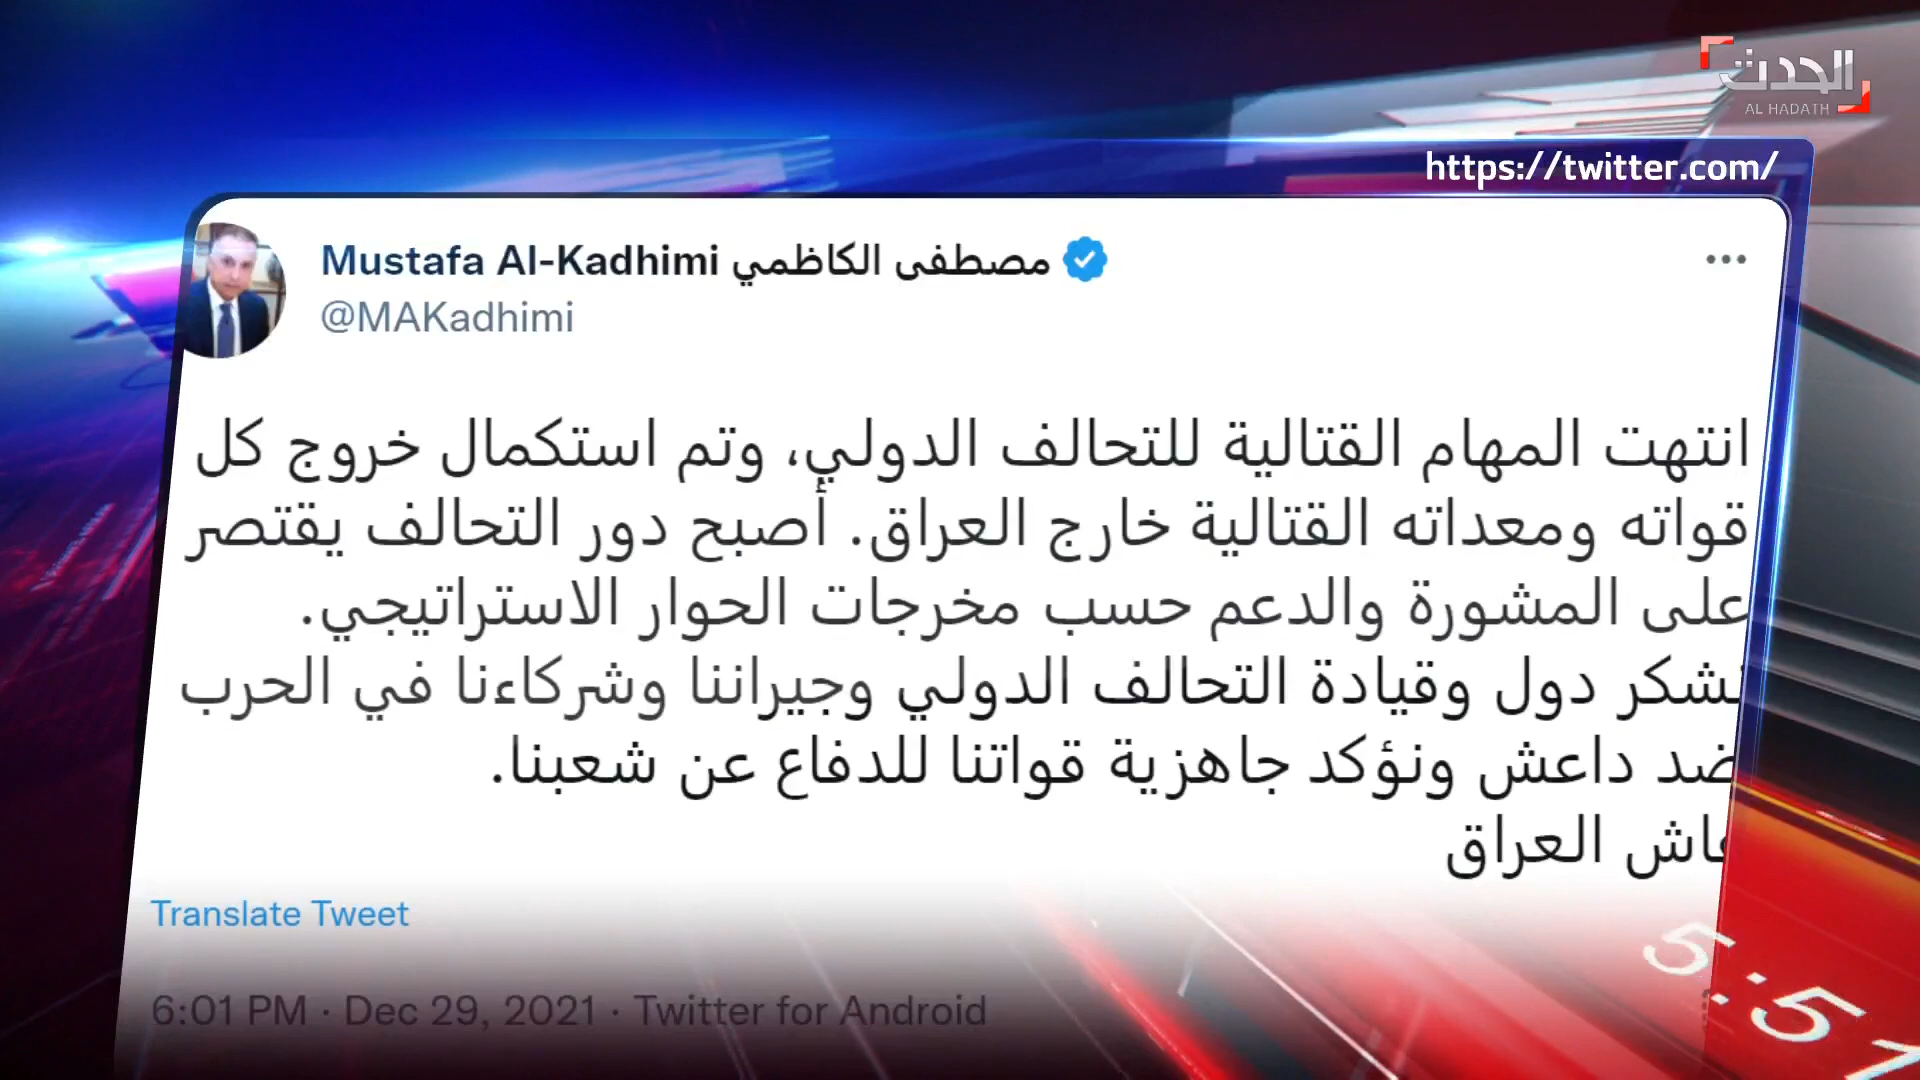 الحدث
AL HADATH
https://twitter.com/
Mustafa Al-Kadhimi مصطفى الكاظمي
@MAKadhimi
انتهت المهام القتالية للتحالف الدولي، وتم استكمال خروج كل
قواته ومعداته القتالية خارج العراق. أصبح دور التحالف يقتصر
على المشورة والدعم حسب مخرجات الحوار الاستراتيجي.
نشكر دول وقيادة التحالف الدولي وجيراننا وشركاءنا في الحرب
ضد داعش ونؤكد جاهزية قواتنا للدفاع عن شعبنا.
عاش العراق
Translate Tweet
6:01 PM · Dec 29, 2021 · Twitter for Android
5:51